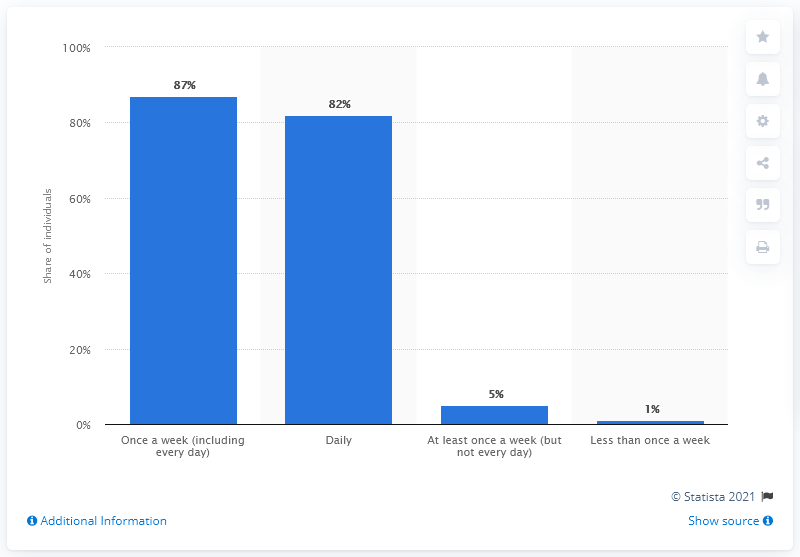 100%
80%
60%
40%
20%
0%
Share of individuals
87%
82%
5%
1%
Once a week (including
every day)
Daily
At least once a week (but
not every day)
Less than once a week
© Statista 2021
Additional Information
Show source